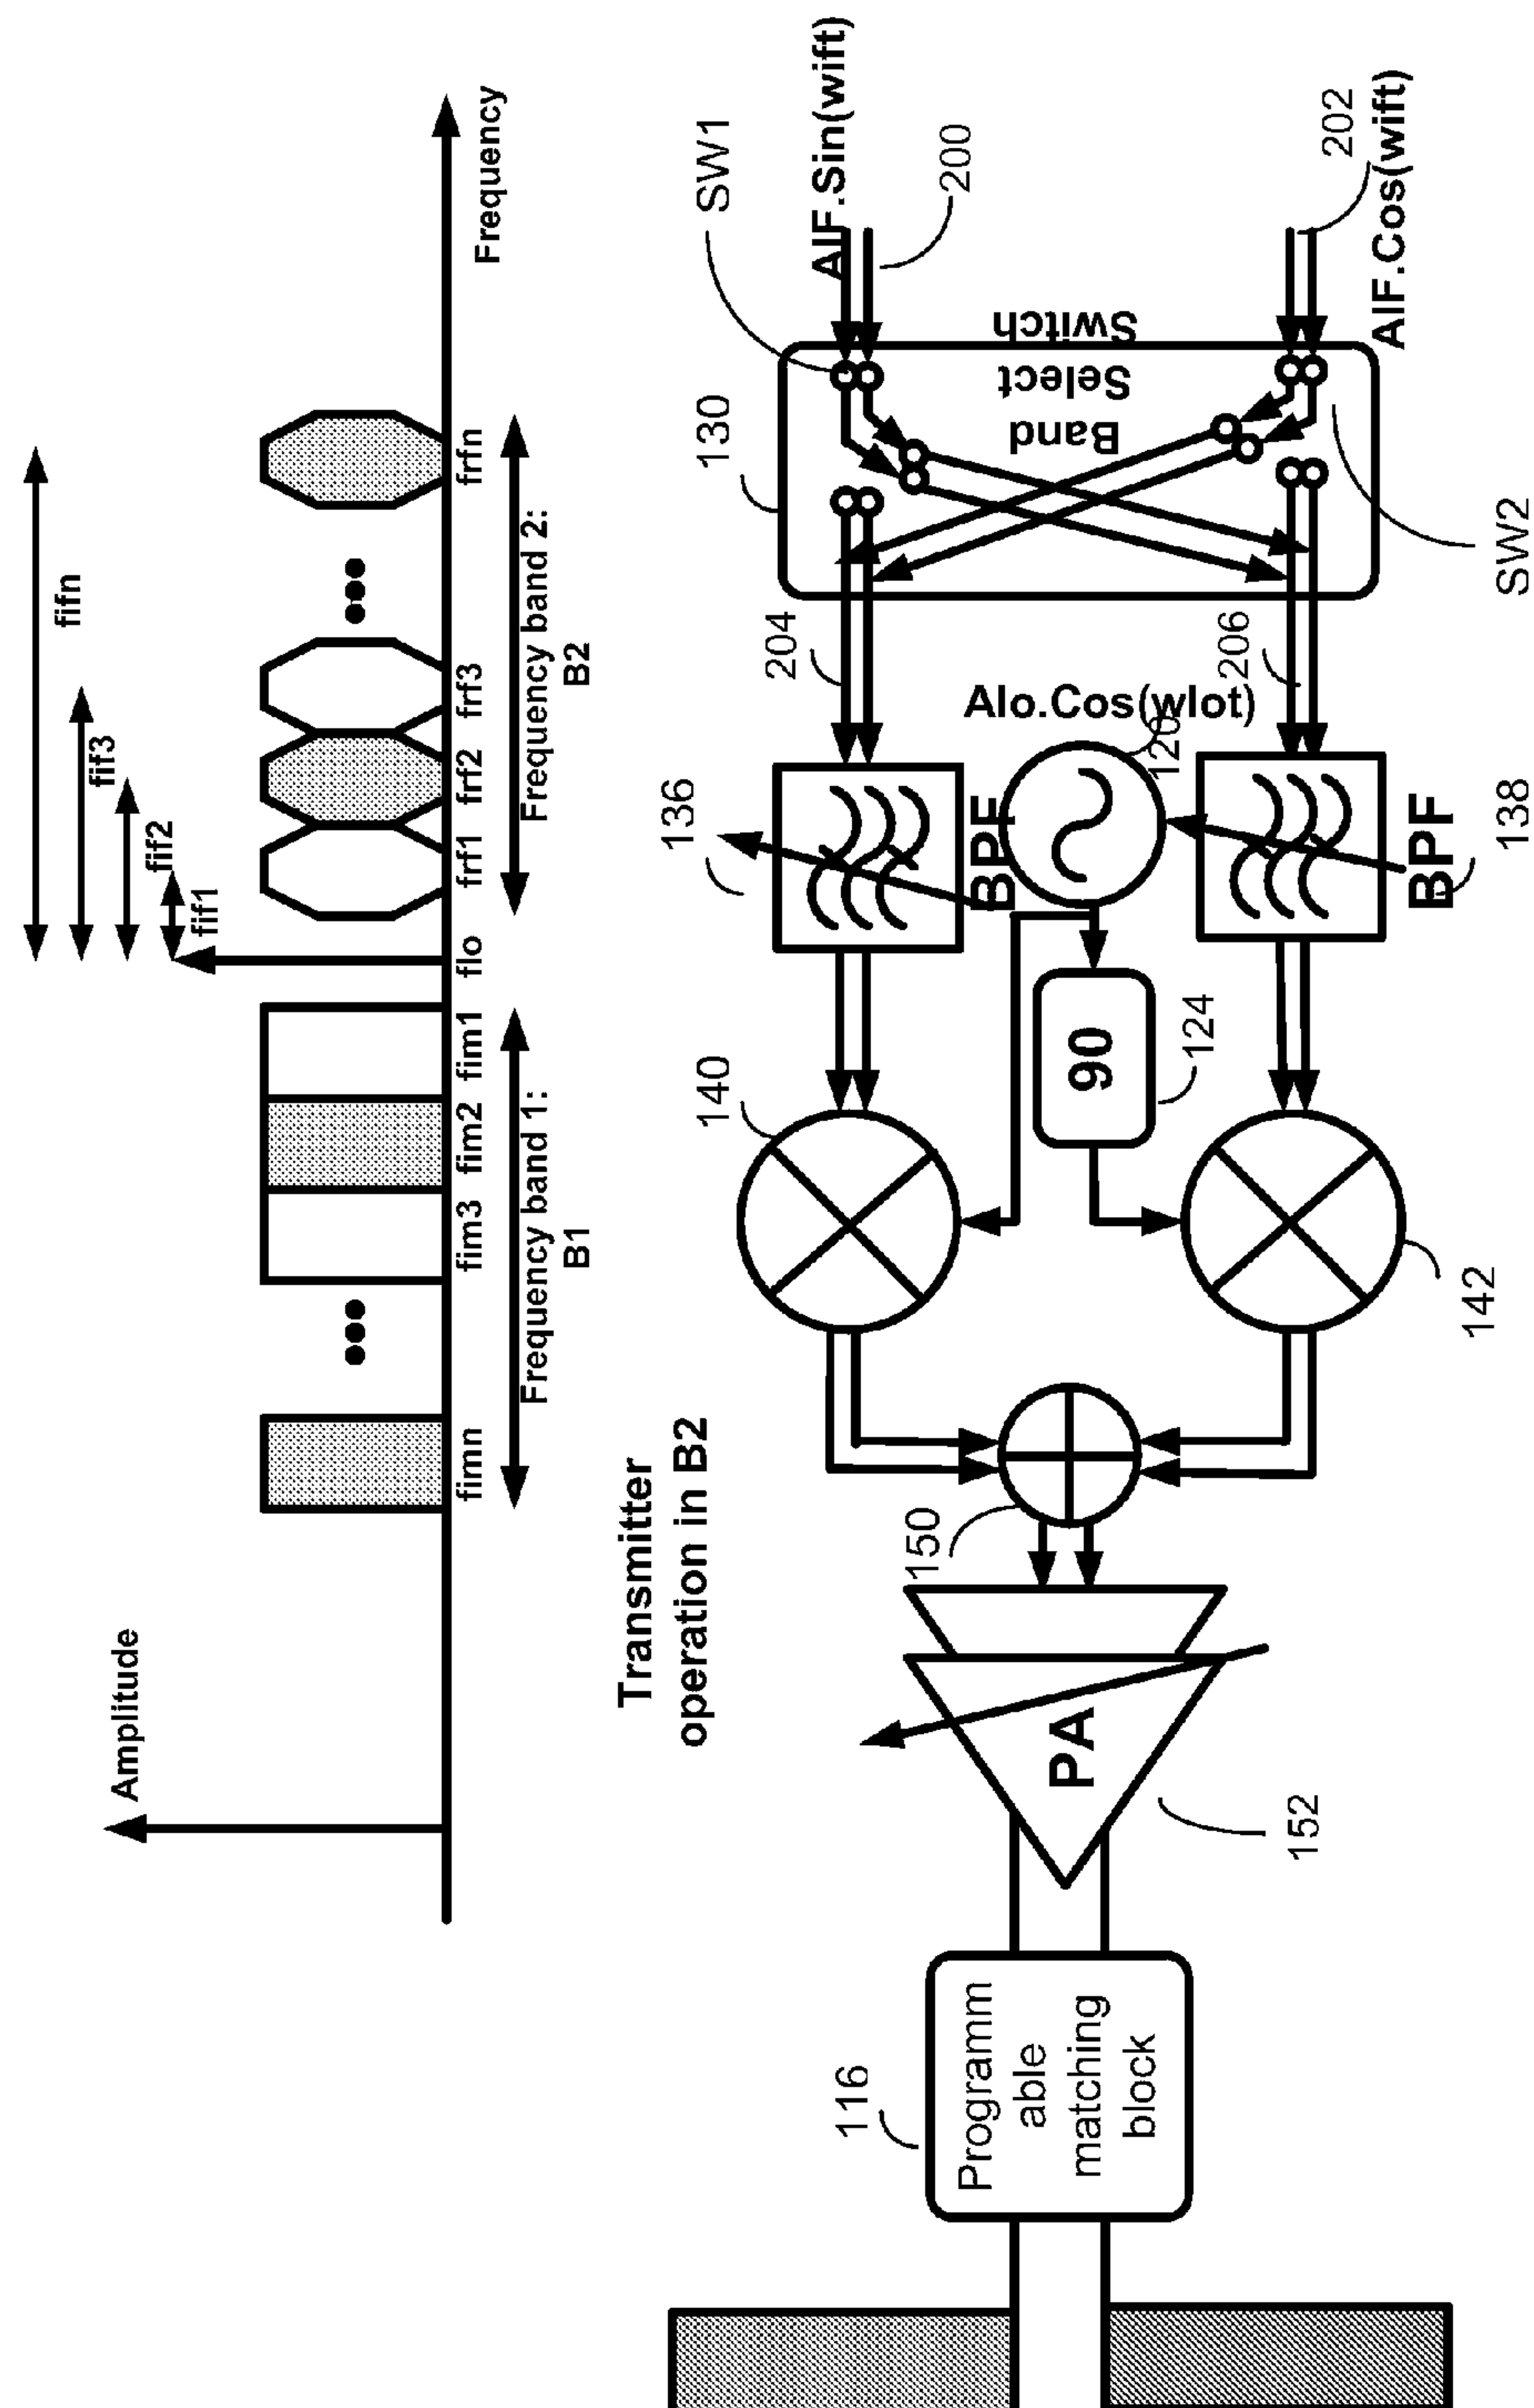 Amplitude
fifn
fif3
fif2
fif1
fimn
fim3
fim2
fim1
flo
frf1
frf2
frf3
frfn
Frequency
Frequency band 1:
B1
Frequency band 2:
B2
Transmitter
operation in B2
116
Programm
able
matching
block
PA
152
150
140
142
90
124
136
BPF
Alo.Cos(wlot)
120
BPF
138
204
206
130
Band
Select
Switch
SW1
SW2
AIF.Sin(wift)
200
202
AIF.Cos(wift)